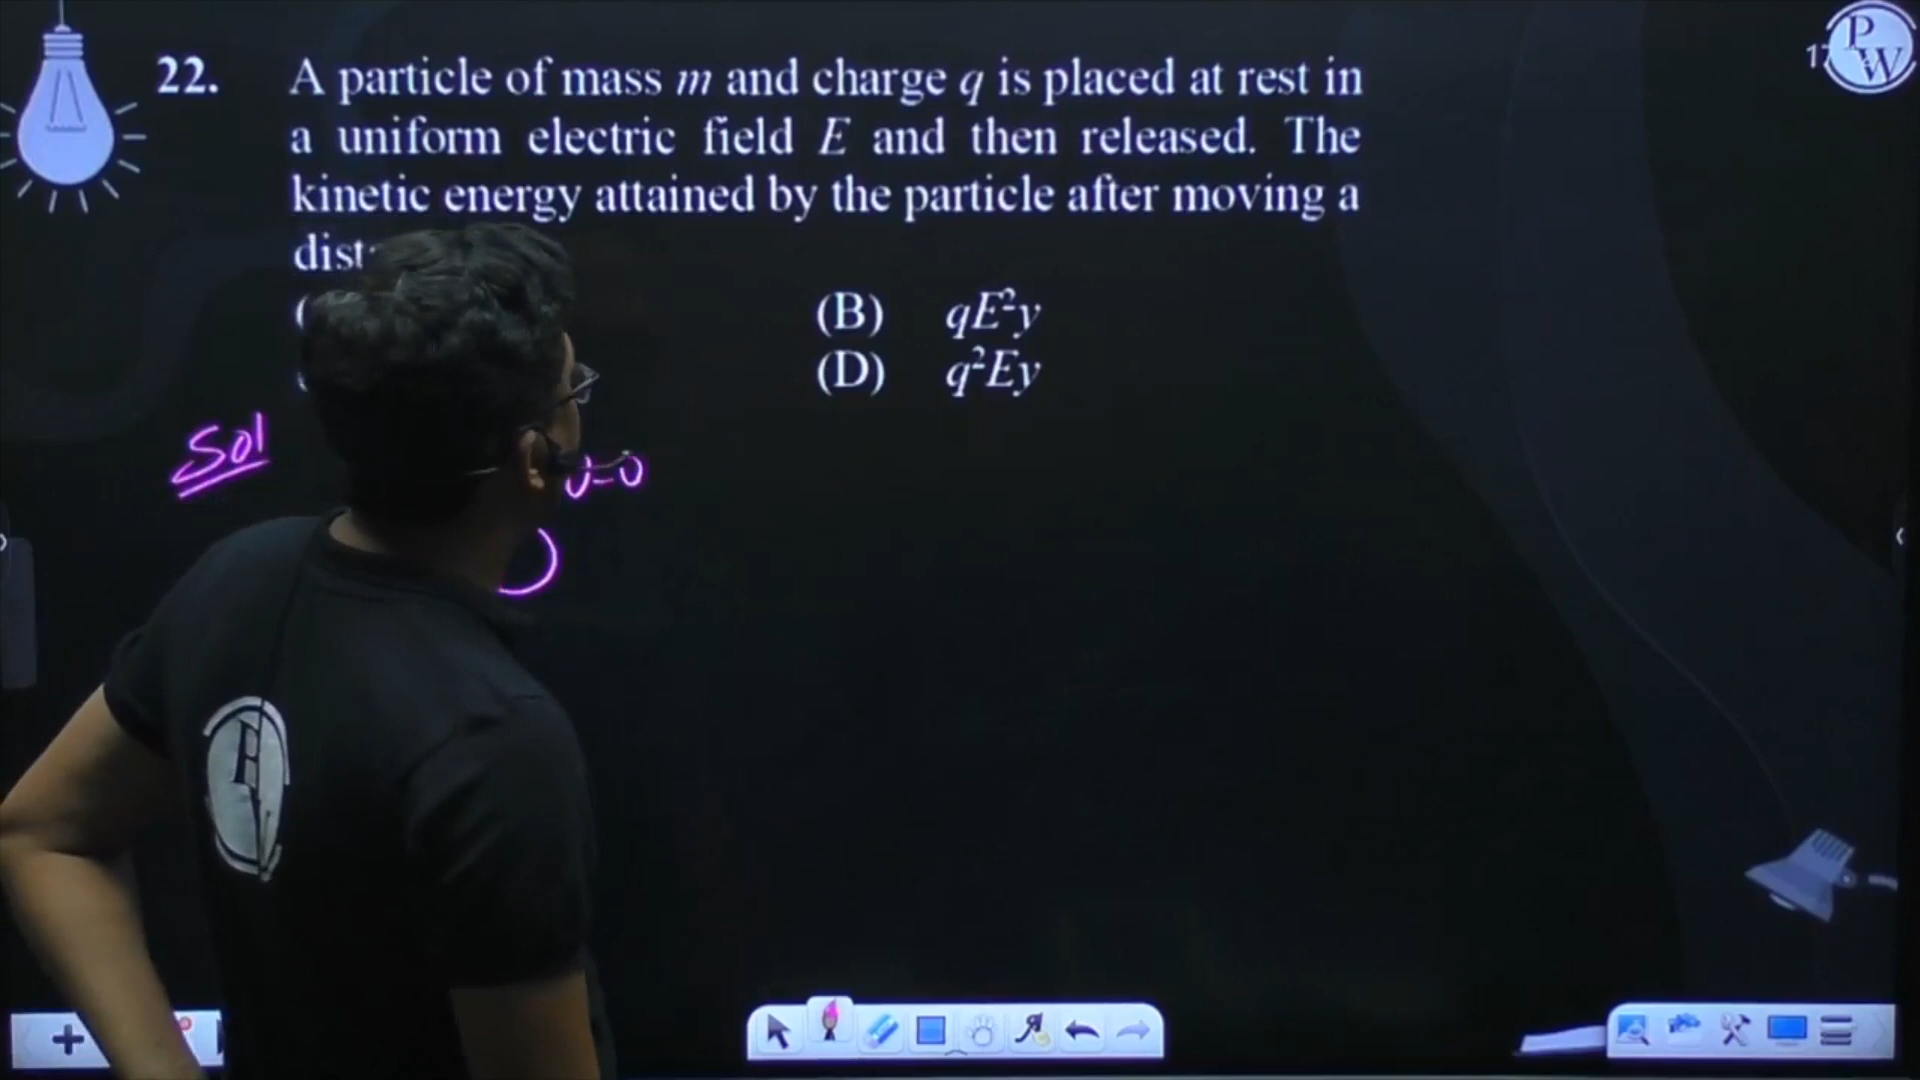 22. A particle of mass m and charge q is placed at rest in
a uniform electric field E and then released. The
kinetic energy attained by the particle after moving a
(B) qE²y
(D) q²Ey
Sol
PW